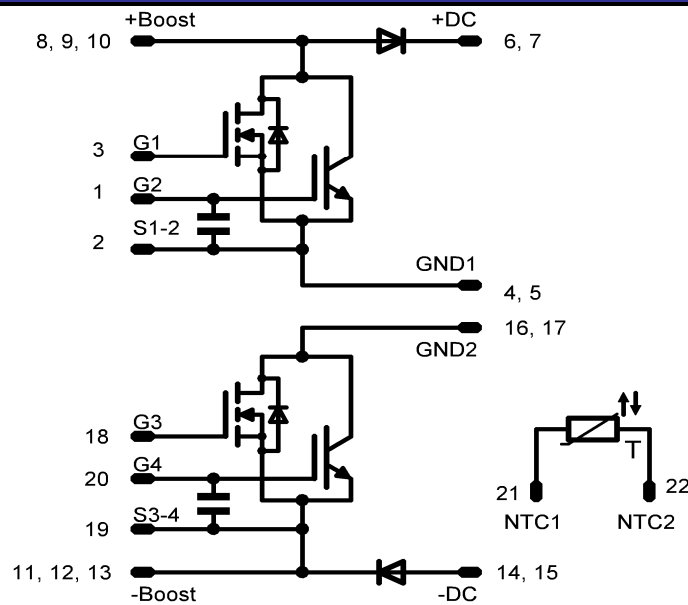 +Boost +DC
8, 9, 10 6, 7
3 G1
1 G2
2 S1-2
GND1
4, 5
16, 17
GND2
18 G3
20 G4
19 S3-4
T
21 22
NTC1 NTC2
11, 12, 13 14, 15
-Boost -DC